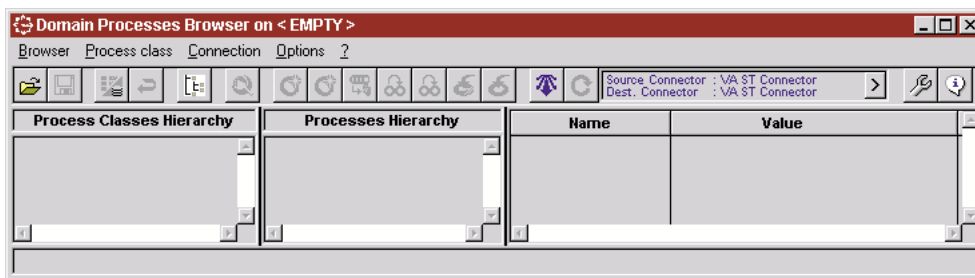 Domain Processes Browser on < EMPTY >
Browser Process class Connection Options ?
Source Connector : VA ST Connector
Dest. Connector : VA ST Connector
Process Classes Hierarchy Processes Hierarchy Name Value